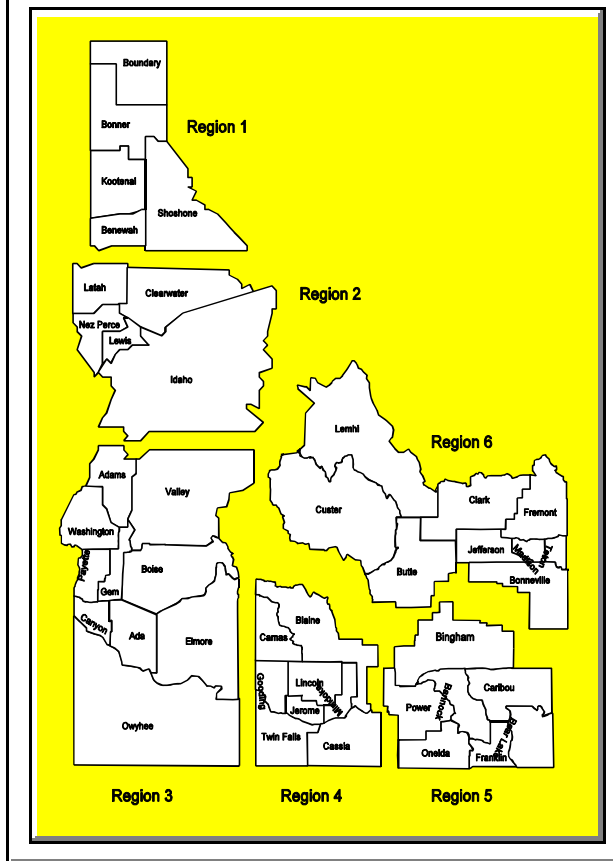 Boundary
Bonner
Region 1
Kootenai
Shoshone
Benewah
Latah
Clearwater
Region 2
Nez Perce
Lewis
Idaho
Lemhi
Region 6
Adams
Valley
Custer
Clark
Fremont
Washington
Jefferson
Madison
Teton
Payette
Boise
Butte
Bonneville
Gem
Canyon
Ada
Elmore
Blaine
Camas
Bingham
Gooding
Lincoln
Minidoka
Jerome
Power
Bannock
Caribou
Owyhee
Twin Falls
Cassia
Oneida
Franklin
Bear Lake
Region 3
Region 4
Region 5